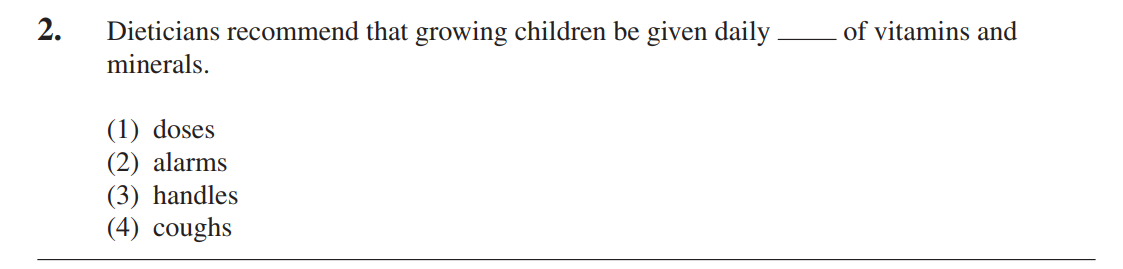 2. Dieticians recommend that growing children be given daily ____ of vitamins and
minerals.
(1) doses
(2) alarms
(3) handles
(4) coughs